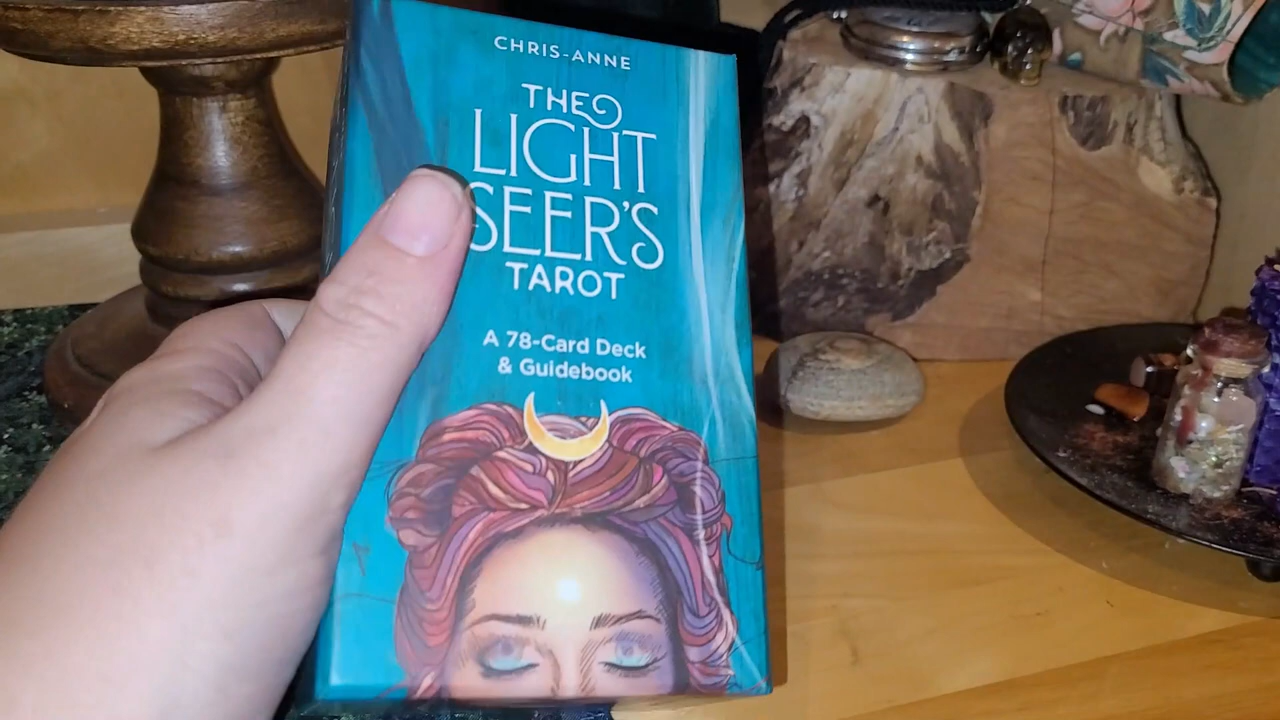 CHRIS-ANNE
THE
LIGHT
SEER'S
TAROT
A 78-Card Deck
& Guidebook